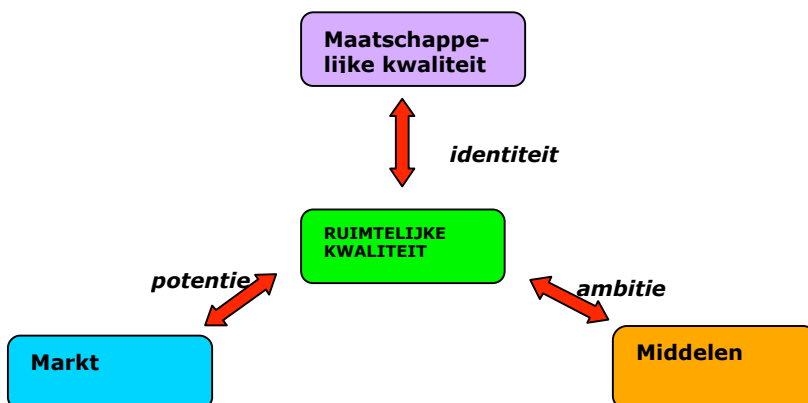 Maatschappe-
lijke kwaliteit
identiteit
RUIMTELIJKE
KWALITEIT
potentie
ambitie
Markt
Middelen